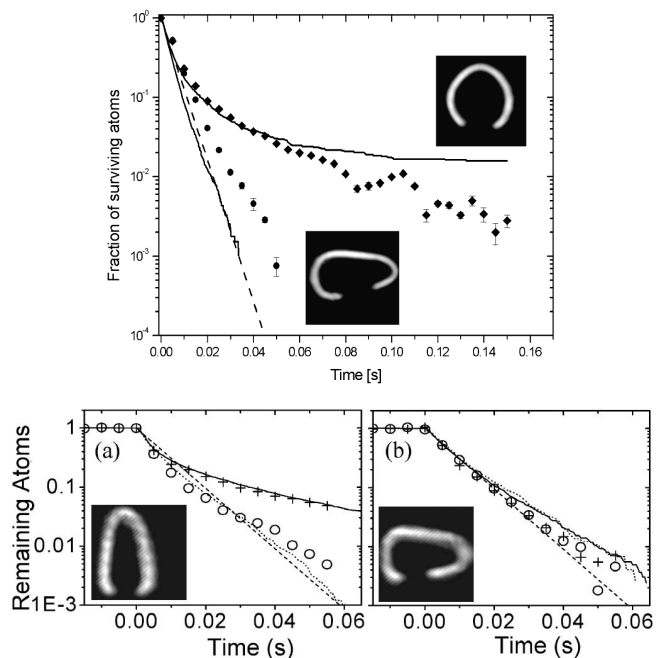 10⁰
10⁻¹
10⁻²
10⁻³
10⁻⁴
Fraction of surviving atoms
0.00 0.02 0.04 0.06 0.08 0.10 0.12 0.14 0.16
Time [s]
(a)
(b)
1
0.1
0.01
1E-3
Remaining Atoms
0.00 0.02 0.04 0.06
0.00 0.02 0.04 0.06
Time (s)
Time (s)